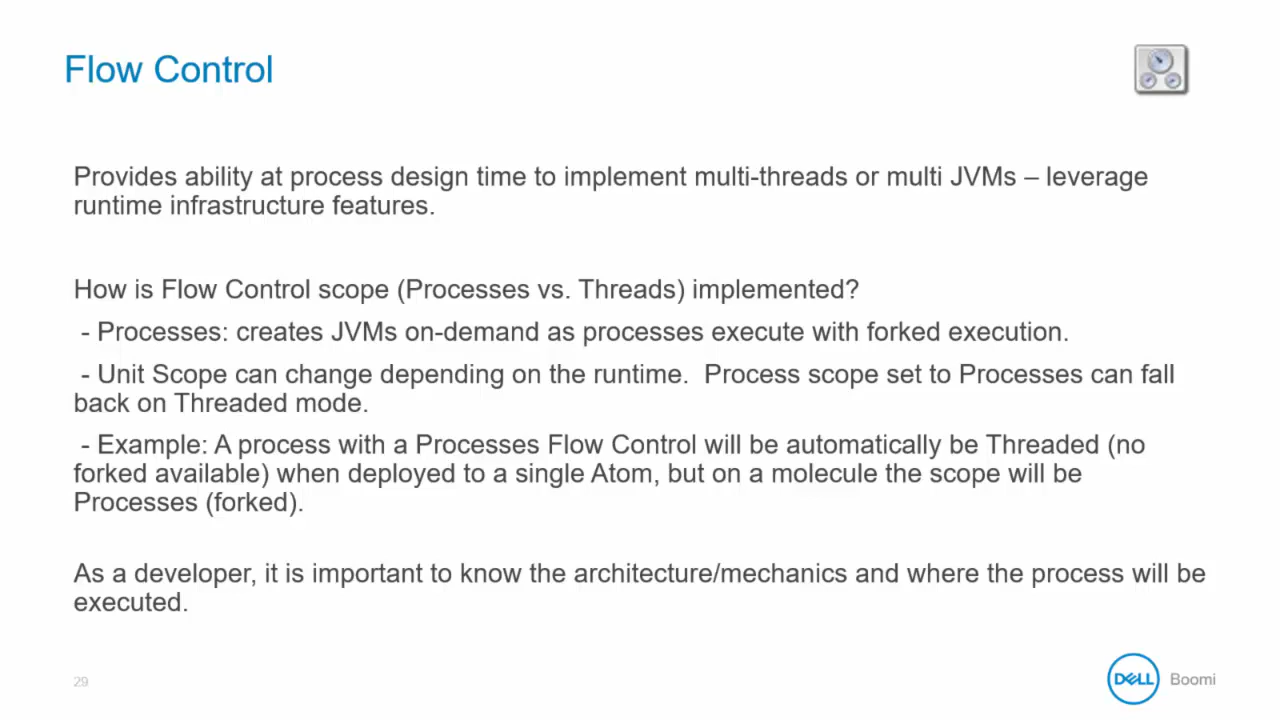 Flow Control
Provides ability at process design time to implement multi-threads or multi JVMs – leverage
runtime infrastructure features.
How is Flow Control scope (Processes vs. Threads) implemented?
- Processes: creates JVMs on-demand as processes execute with forked execution.
- Unit Scope can change depending on the runtime.  Process scope set to Processes can fall
back on Threaded mode.
- Example: A process with a Processes Flow Control will be automatically be Threaded (no
forked available) when deployed to a single Atom, but on a molecule the scope will be
Processes (forked).
As a developer, it is important to know the architecture/mechanics and where the process will be
executed.
29
DELL Boomi